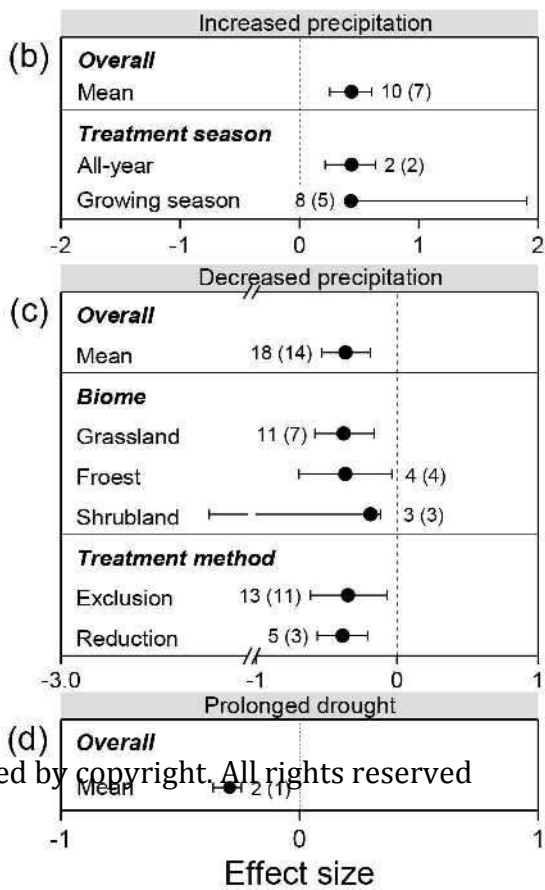 Increased precipitation
(b)
Overall
Mean 10 (7)
Treatment season
All-year 2 (2)
Growing season 8 (5)
-2 -1 0 1 2
Decreased precipitation
(c)
Overall
Mean 18 (14)
Biome
Grassland 11 (7)
Froest 4 (4)
Shrubland 3 (3)
Treatment method
Exclusion 13 (11)
Reduction 5 (3)
-3.0 -1 0 1
Prolonged drought
(d)
Overall
ed by copyright. All rights reserved
Mean 2 (1)
-1 0 1
Effect size